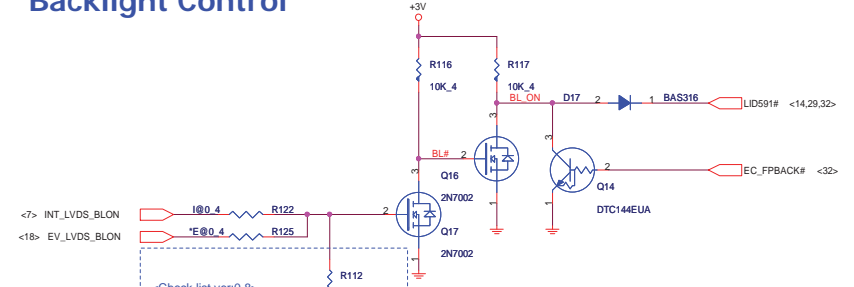 Backlight Control
+3V
R116
10K_4
R117
10K_4
BL_ON
D17
2
1
BAS316
LID591# <14,29,32>
3
3
BL#
2
2
EC_FPBACK# <32>
3
Q16
2N7002
1
1
Q14
DTC144EUA
<7> INT_LVDS_BLON
I@0_4
R122
2
<18> EV_LVDS_BLON
*E@0_4
R125
Q17
2N7002
1
R112